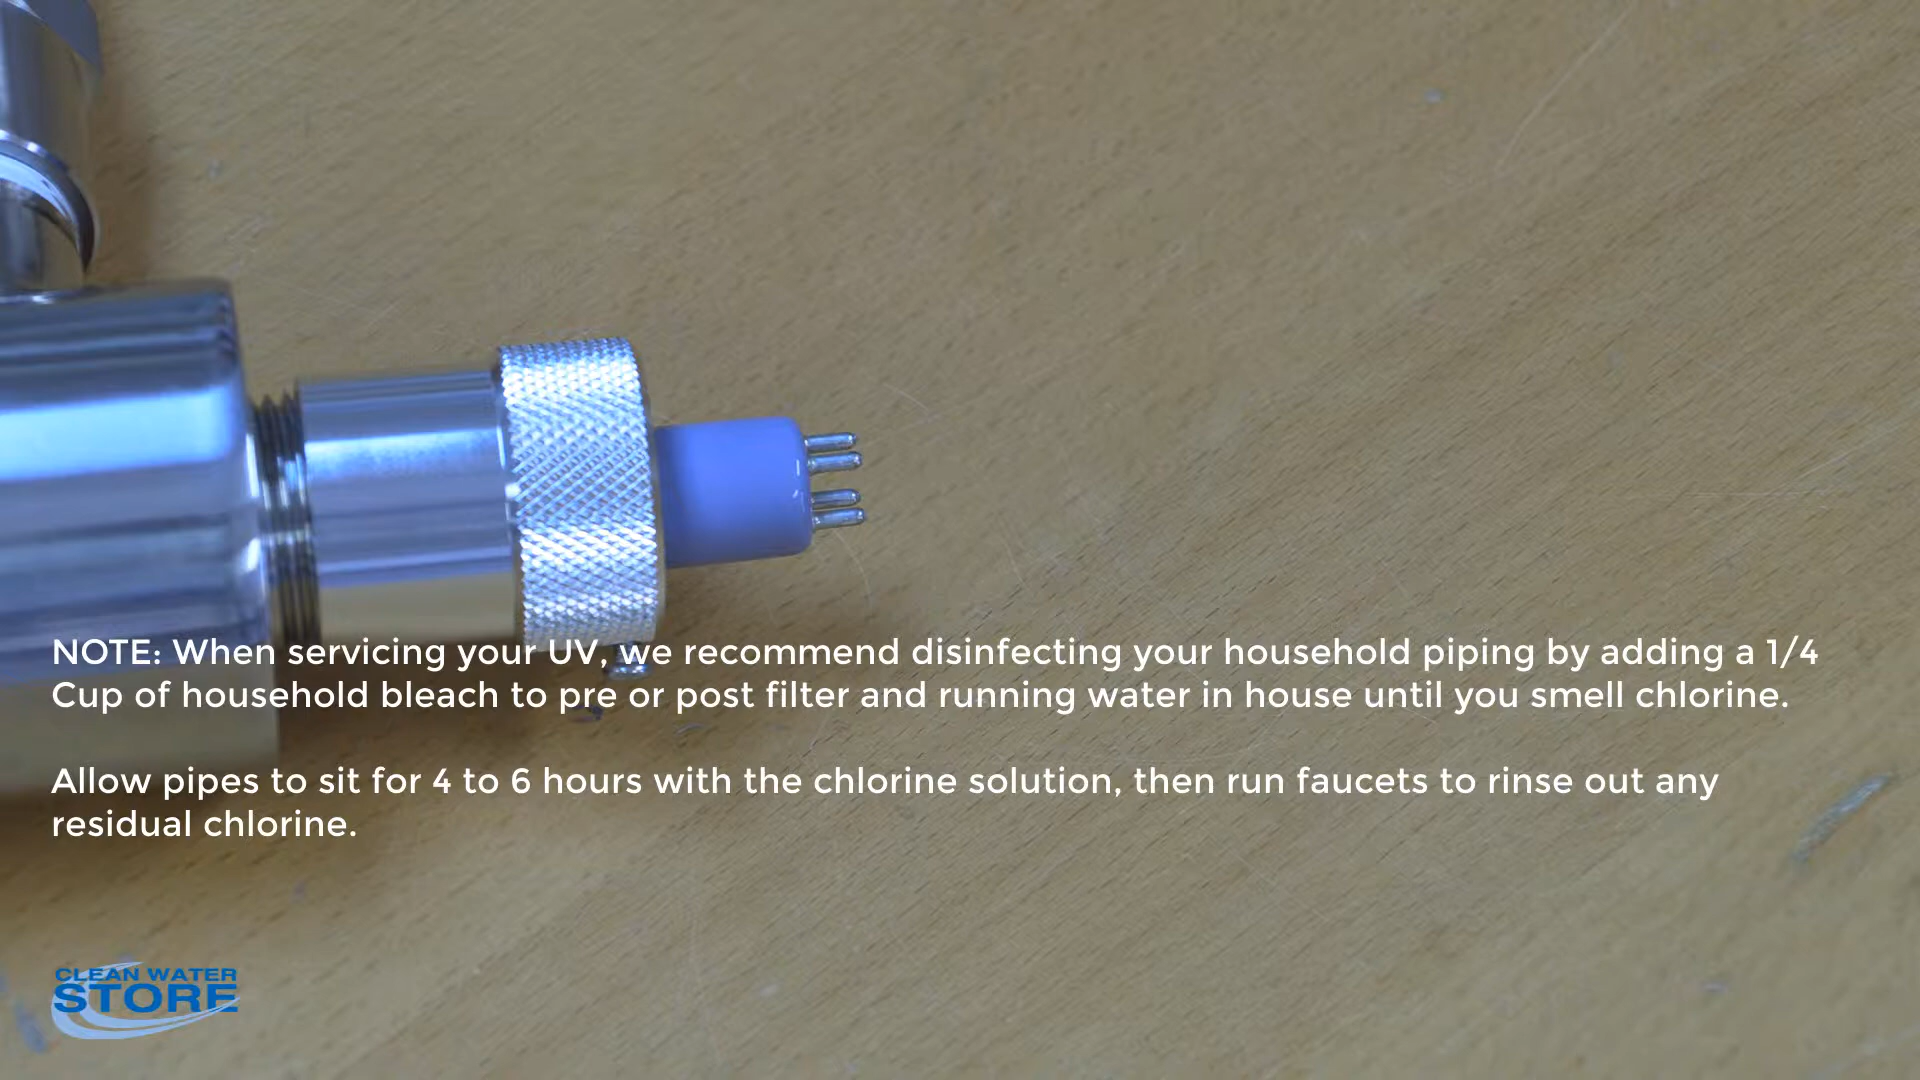 NOTE: When servicing your UV, we recommend disinfecting your household piping by adding a 1/4
Cup of household bleach to pre or post filter and running water in house until you smell chlorine.
Allow pipes to sit for 4 to 6 hours with the chlorine solution, then run faucets to rinse out any
residual chlorine.
CLEAN WATER
STORE